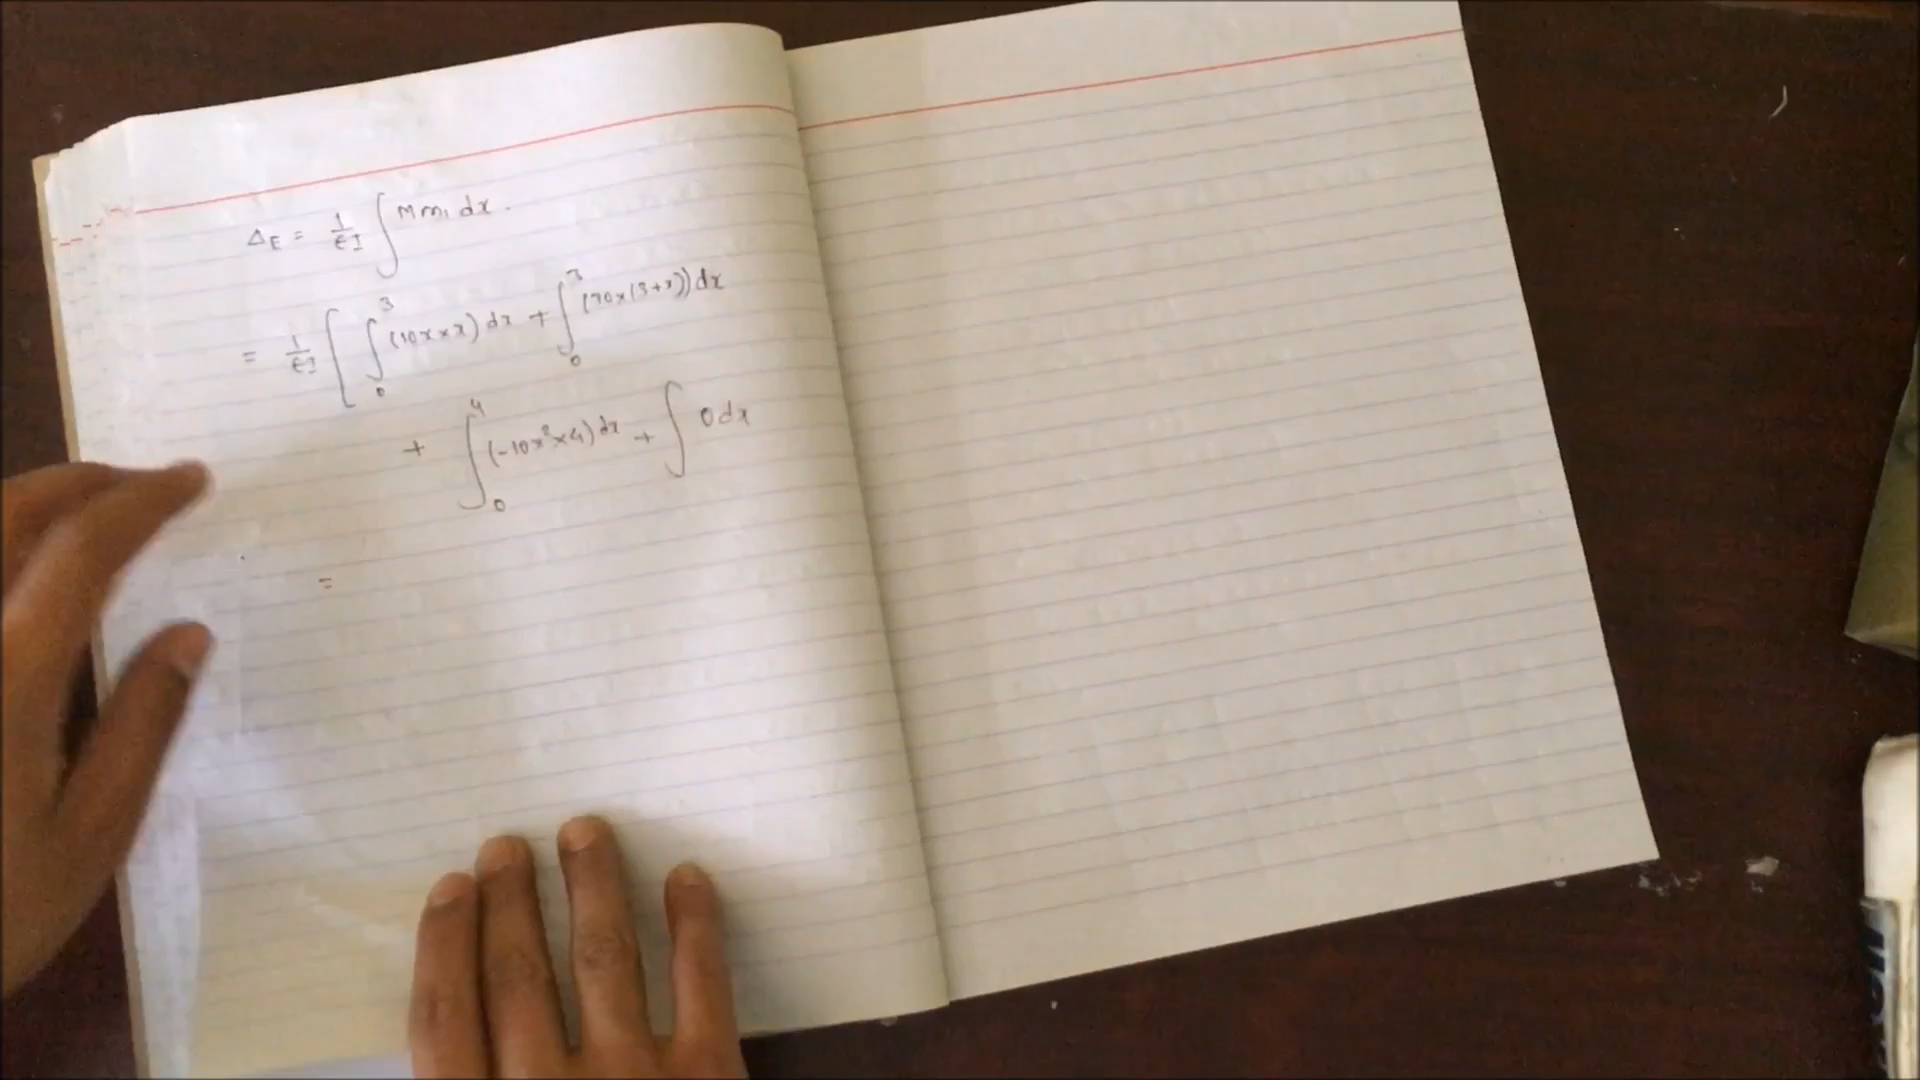 ΔE = 1/EI ∫ M m₁ dx .
= 1/EI [ ∫₀³ (10x × x) dx + ∫₀³ (70 × (3+x)) dx
+ ∫₀⁴ (-10x² × 4) dx + ∫ 0 dx
=